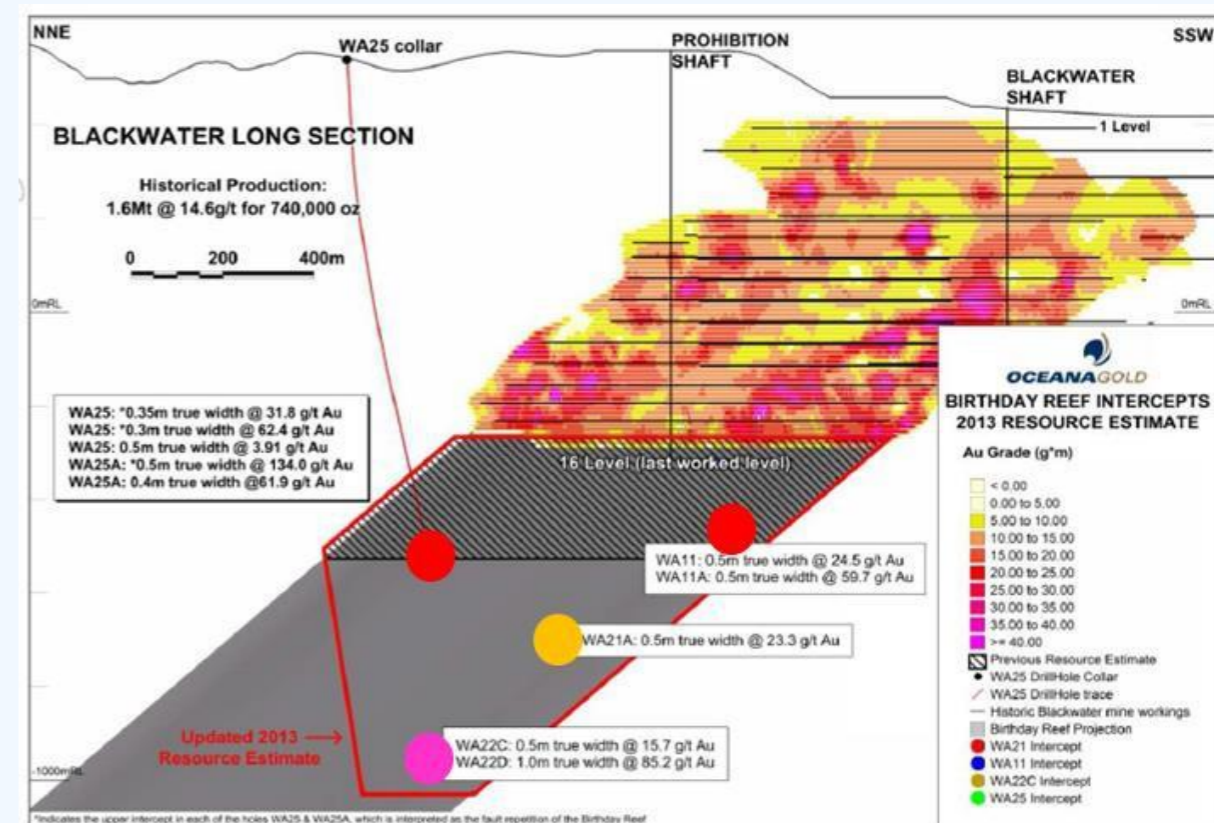 NNE
WA25 collar
PROHIBITION
SHAFT
SSW
BLACKWATER
SHAFT
1 Level
BLACKWATER LONG SECTION
Historical Production:
1.6Mt @ 14.6g/t for 740,000 oz
0 200 400m
0mRL
0mRL
WA25: *0.35m true width @ 31.8 g/t Au
WA25: *0.3m true width @ 62.4 g/t Au
WA25: 0.5m true width @ 3.91 g/t Au
WA25A: *0.5m true width @ 134.0 g/t Au
WA25A: 0.4m true width @61.9 g/t Au
16 Level (last worked level)
WA11: 0.5m true width @ 24.5 g/t Au
WA11A: 0.5m true width @ 59.7 g/t Au
WA21A: 0.5m true width @ 23.3 g/t Au
WA22C: 0.5m true width @ 15.7 g/t Au
WA22D: 1.0m true width @ 85.2 g/t Au
Updated 2013
Resource Estimate
-1000mRL
*Indicates the upper intercept in each of the holes WA25 & WA25A, which is interpreted as the fault repetition of the Birthday Reef
OCEANAGOLD
BIRTHDAY REEF INTERCEPTS
2013 RESOURCE ESTIMATE
Au Grade (g*m)
< 0.00
0.00 to 5.00
5.00 to 10.00
10.00 to 15.00
15.00 to 20.00
20.00 to 25.00
25.00 to 30.00
30.00 to 35.00
35.00 to 40.00
>= 40.00
Previous Resource Estimate
WA25 DrillHole Collar
WA25 DrillHole trace
Historic Blackwater mine workings
Birthday Reef Projection
WA21 Intercept
WA11 Intercept
WA22C Intercept
WA25 Intercept